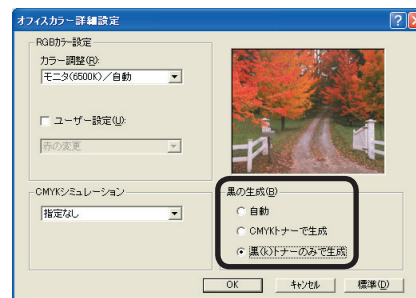 オフィスカラー詳細設定
RGBｶﾗｰ設定
カラー調整(R):
モニタ(6500K)／自動
ユーザー設定(U):
赤の変更
CMYKシミュレーション
指定なし
黒の生成(B)
自動
CMYKトナーで生成
黒(k)トナーのみで生成
OK
キャンセル
標準(D)